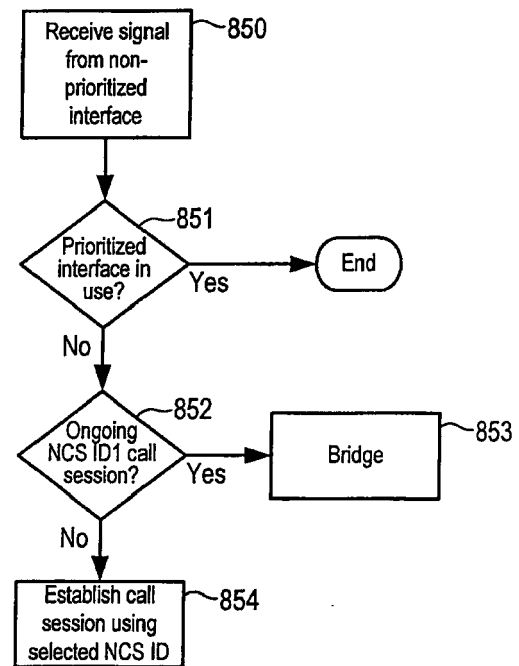 Receive signal
from non-
prioritized
interface
850
851
Prioritized
interface in
use?
Yes
End
No
852
Ongoing
NCS ID1 call
session?
Yes
Bridge
853
No
Establish call
session using
selected NCS ID
854